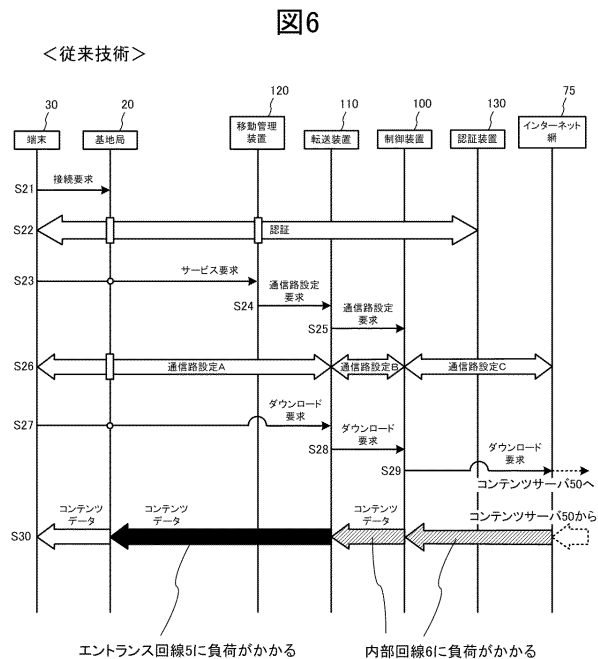 図6
＜従来技術＞
30
20
120
110
100
130
75
端末
基地局
移動管理
装置
転送装置
制御装置
認証装置
インターネット
網
S21
接続要求
S22
認証
S23
サービス要求
S24
通信路設定
要求
S25
通信路設定
要求
S26
通信路設定A
通信路設定B
通信路設定C
S27
ダウンロード
要求
S28
ダウンロード
要求
S29
ダウンロード
要求
コンテンツサーバ50へ
S30
コンテンツ
データ
コンテンツ
データ
コンテンツ
データ
コンテンツサーバ50から
エントランス回線5に負荷がかかる
内部回線6に負荷がかかる